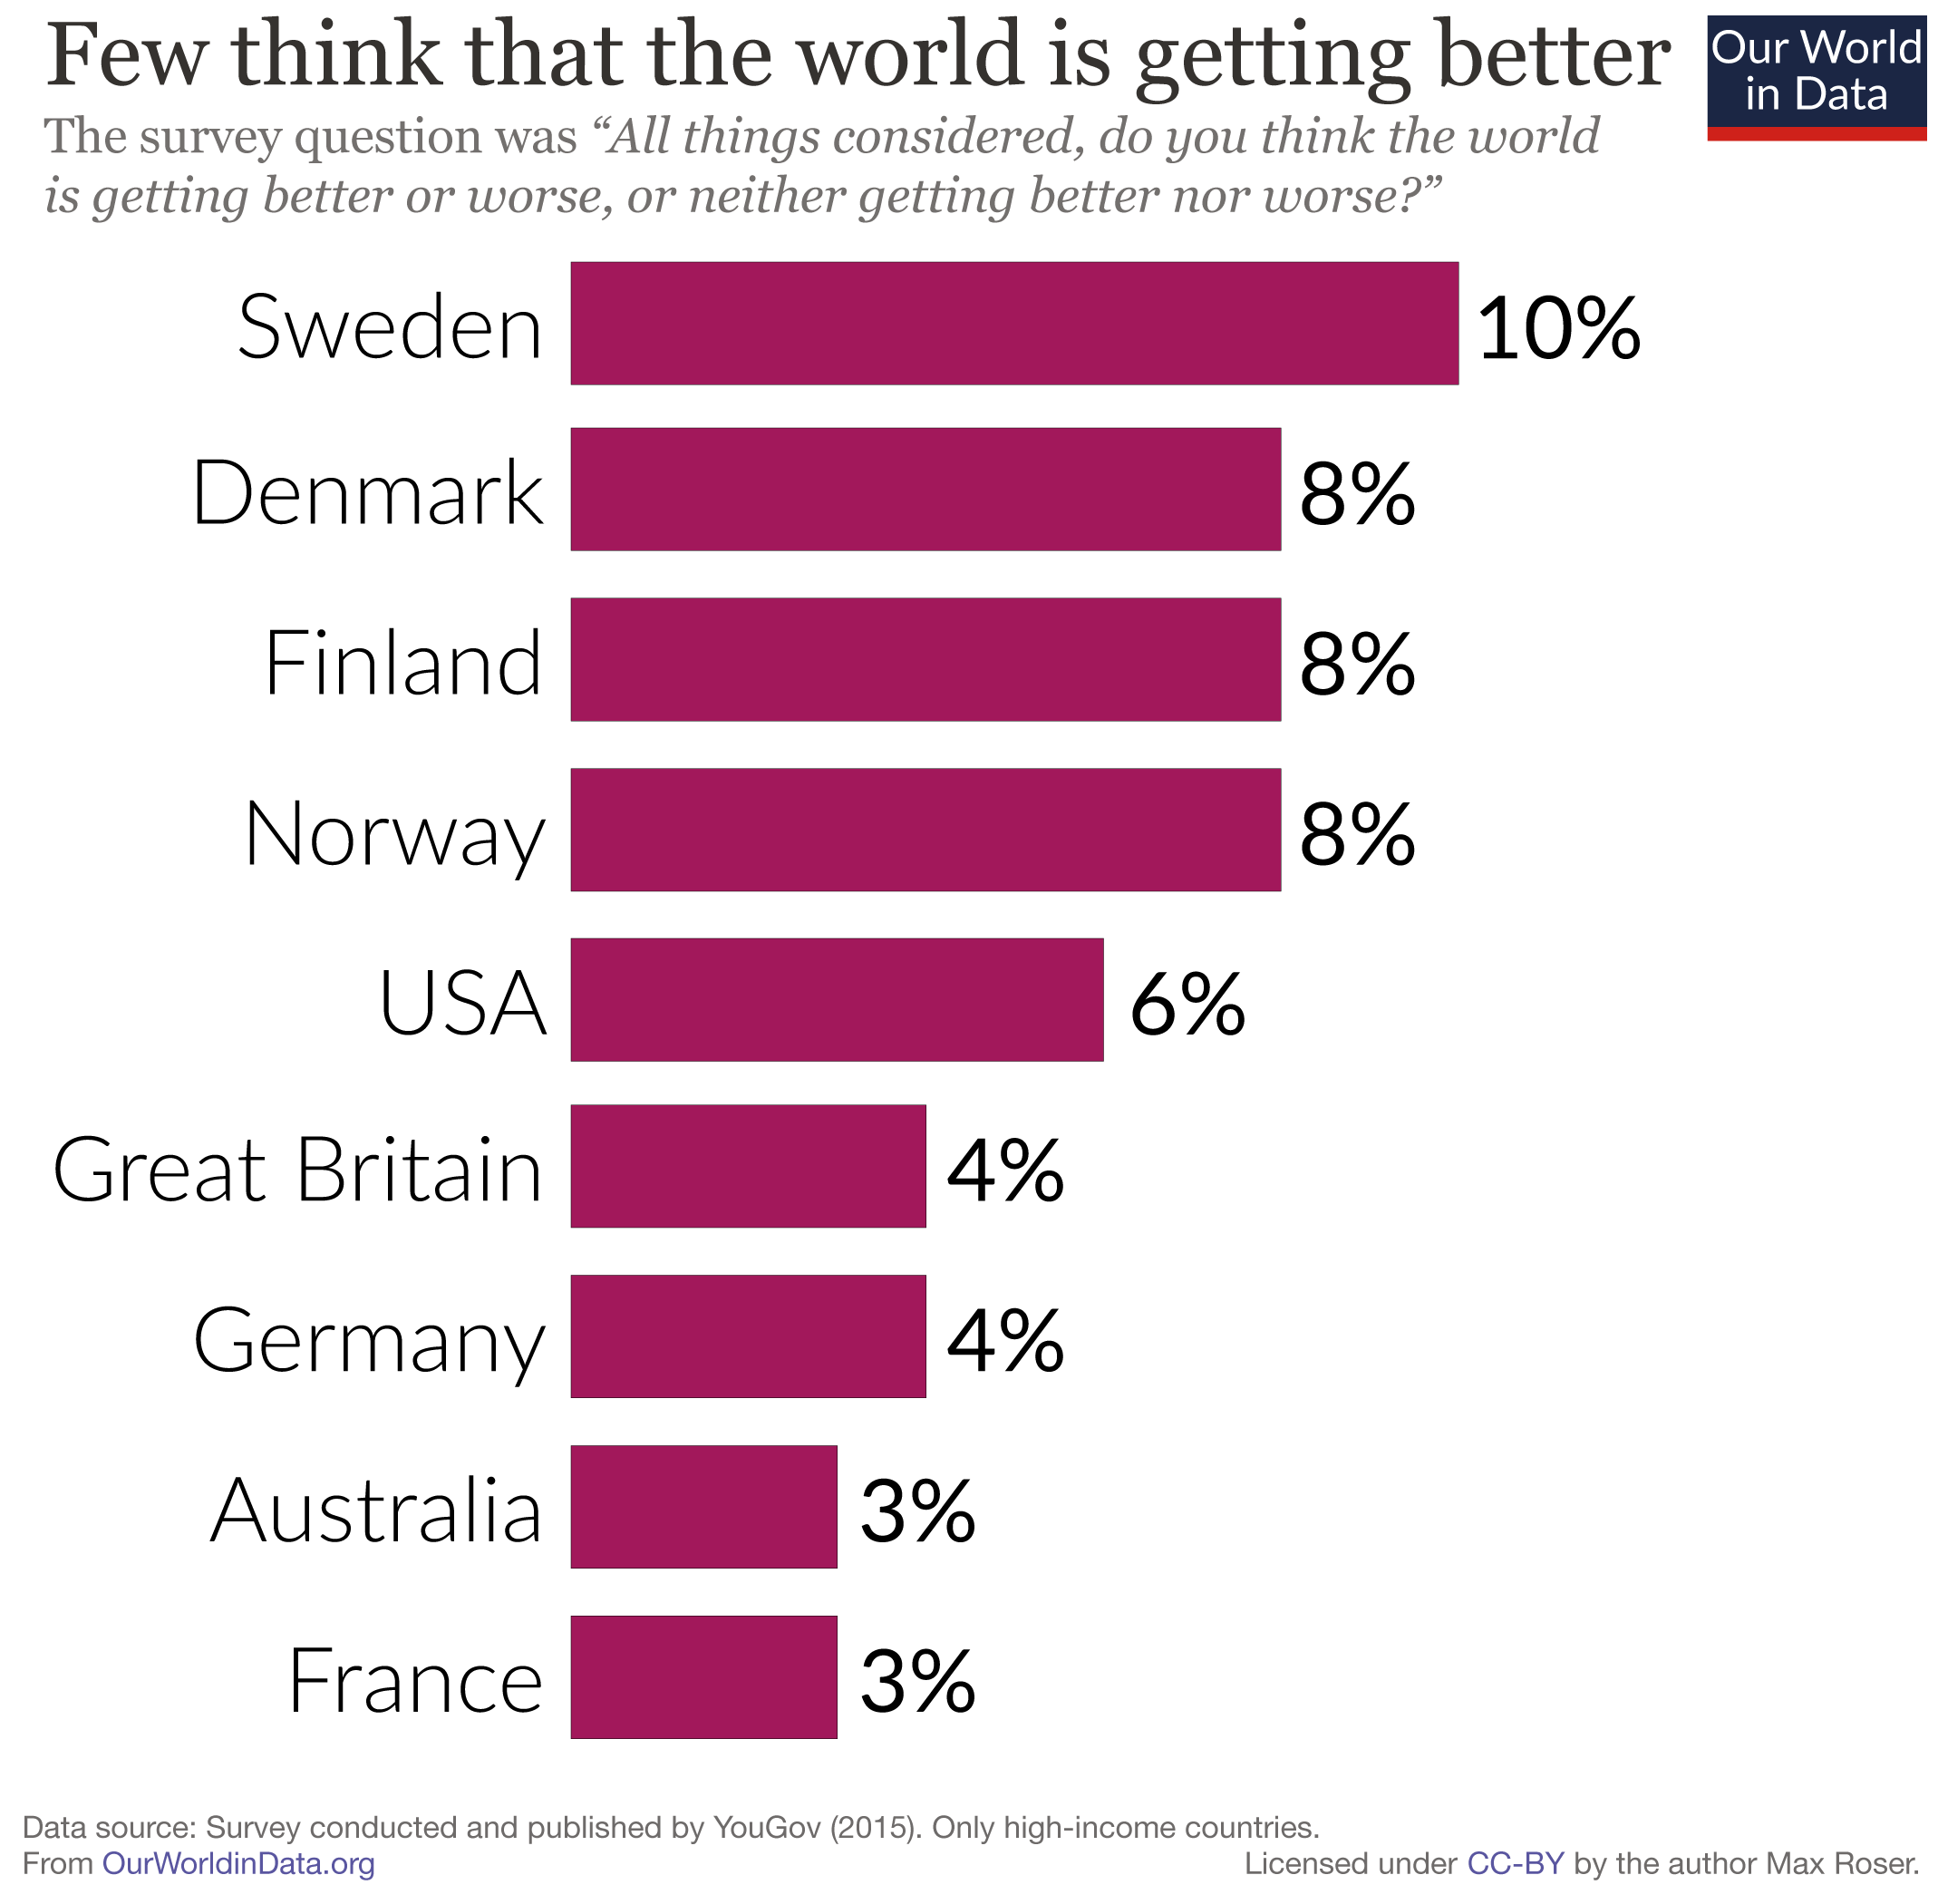 Few think that the world is getting better
Our World
in Data
The survey question was “All things considered, do you think the world
is getting better or worse, or neither getting better nor worse?”
Sweden 10%
Denmark 8%
Finland 8%
Norway 8%
USA 6%
Great Britain 4%
Germany 4%
Australia 3%
France 3%
Data source: Survey conducted and published by YouGov (2015). Only high-income countries.
From OurWorldinData.org Licensed under CC-BY by the author Max Roser.